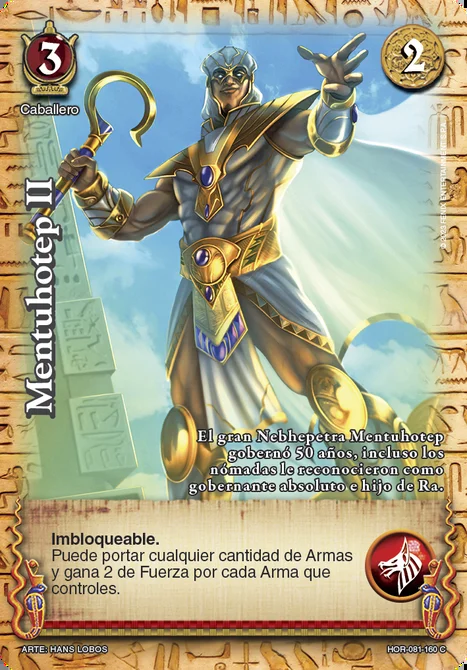 3
2
Caballero
Mentuhotep II
El gran Nebhepetra Mentuhotep
gobernó 50 años, incluso los
nómadas le reconocieron como
gobernante absoluto e hijo de Ra.
Imbloqueable.
Puede portar cualquier cantidad de Armas
y gana 2 de Fuerza por cada Arma que
controles.
ARTE: HANS LOBOS
HOR-081-160 C